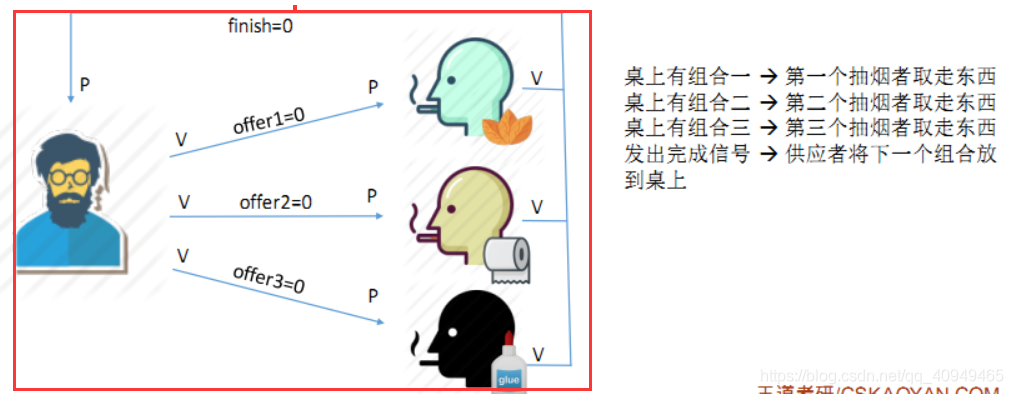 finish=0
P
V
offer1=0
P
V
V
offer2=0
P
V
V
offer3=0
P
V
glue
桌上有组合一 → 第一个抽烟者取走东西
桌上有组合二 → 第二个抽烟者取走东西
桌上有组合三 → 第三个抽烟者取走东西
发出完成信号 → 供应者将下一个组合放
到桌上
https://blog.csdn.net/qq_40949465
王道考研/CSKAOYAN.COM